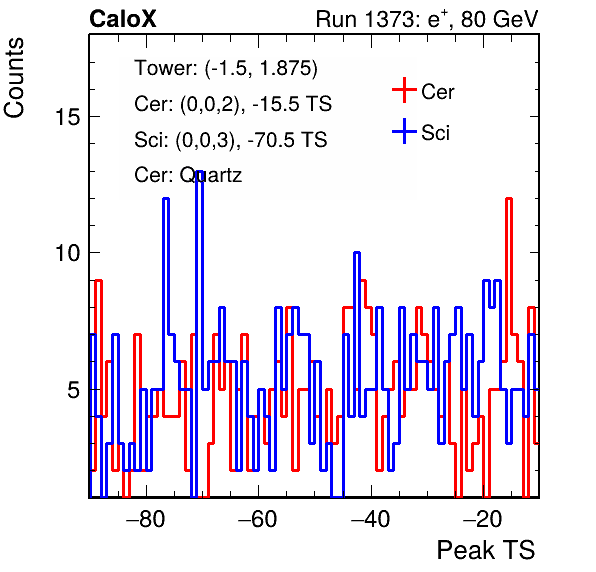 CaloX Run 1373: e+, 80 GeV
Counts
Tower: (-1.5, 1.875)
Cer: (0,0,2), -15.5 TS
Sci: (0,0,3), -70.5 TS
Cer: Quartz
Cer
Sci
15
10
5
−80 −60 −40 −20
Peak TS